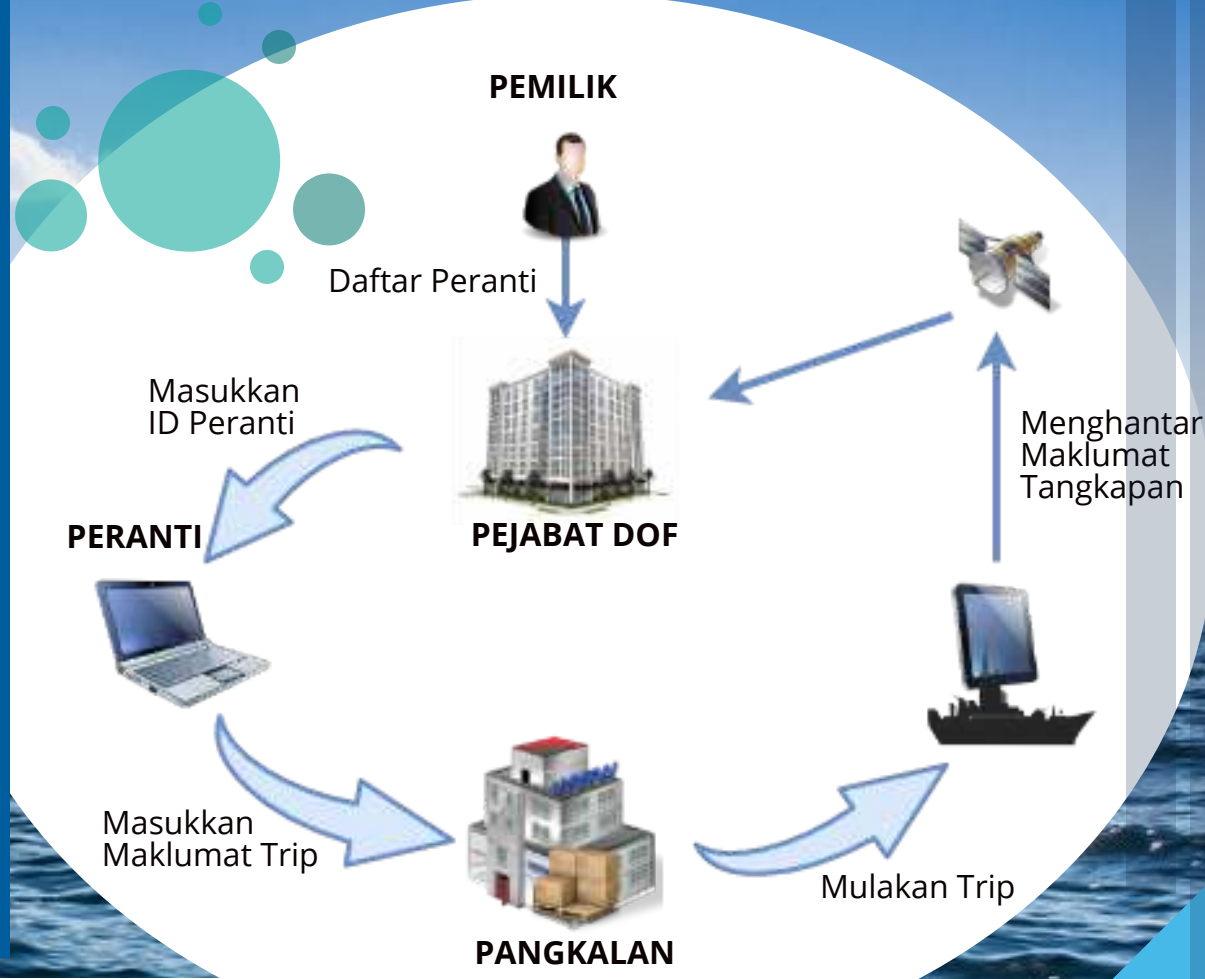 PEMILIK
Daftar Peranti
Masukkan
ID Peranti
Menghantar
Maklumat
Tangkapan
PERANTI
PEJABAT DOF
Masukkan
Maklumat Trip
Mulakan Trip
PANGKALAN